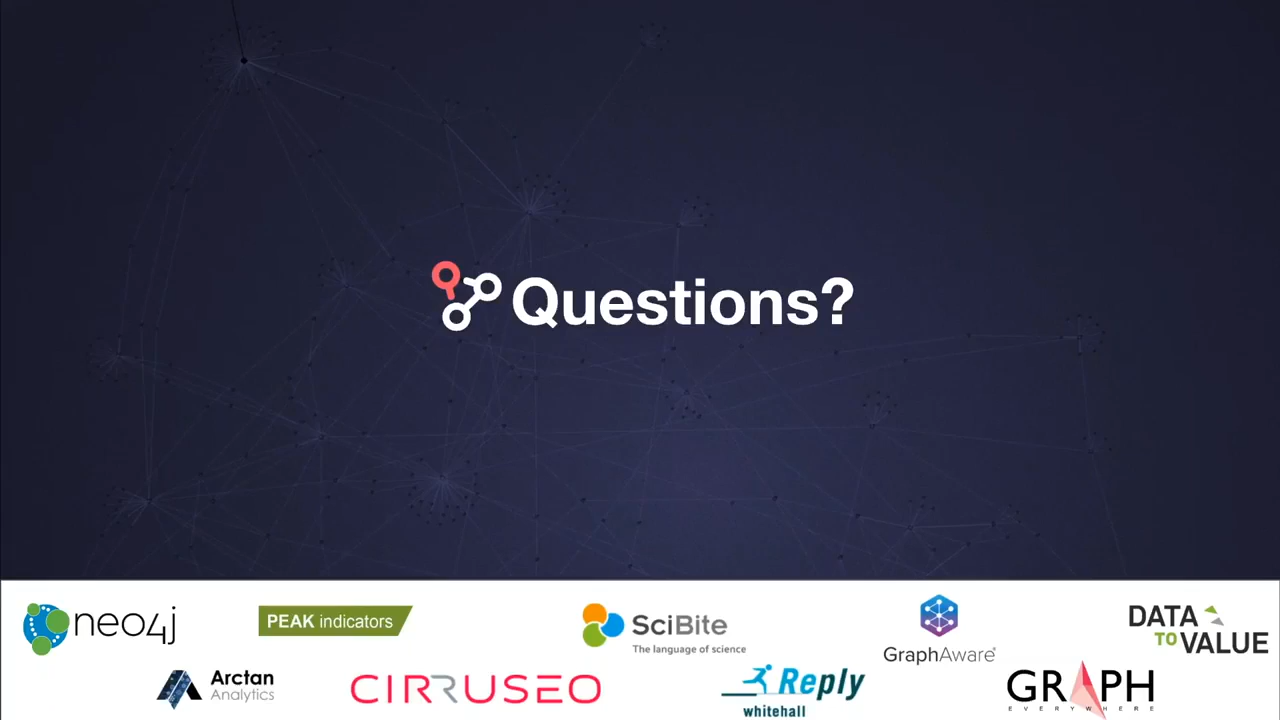 Questions?
neo4j
PEAK indicators
SciBite
The language of science
GraphAware®
DATA
TO VALUE
Arctan
Analytics
CIRRUSEO
Reply
whitehall
GRAPH
EVERYWHERE